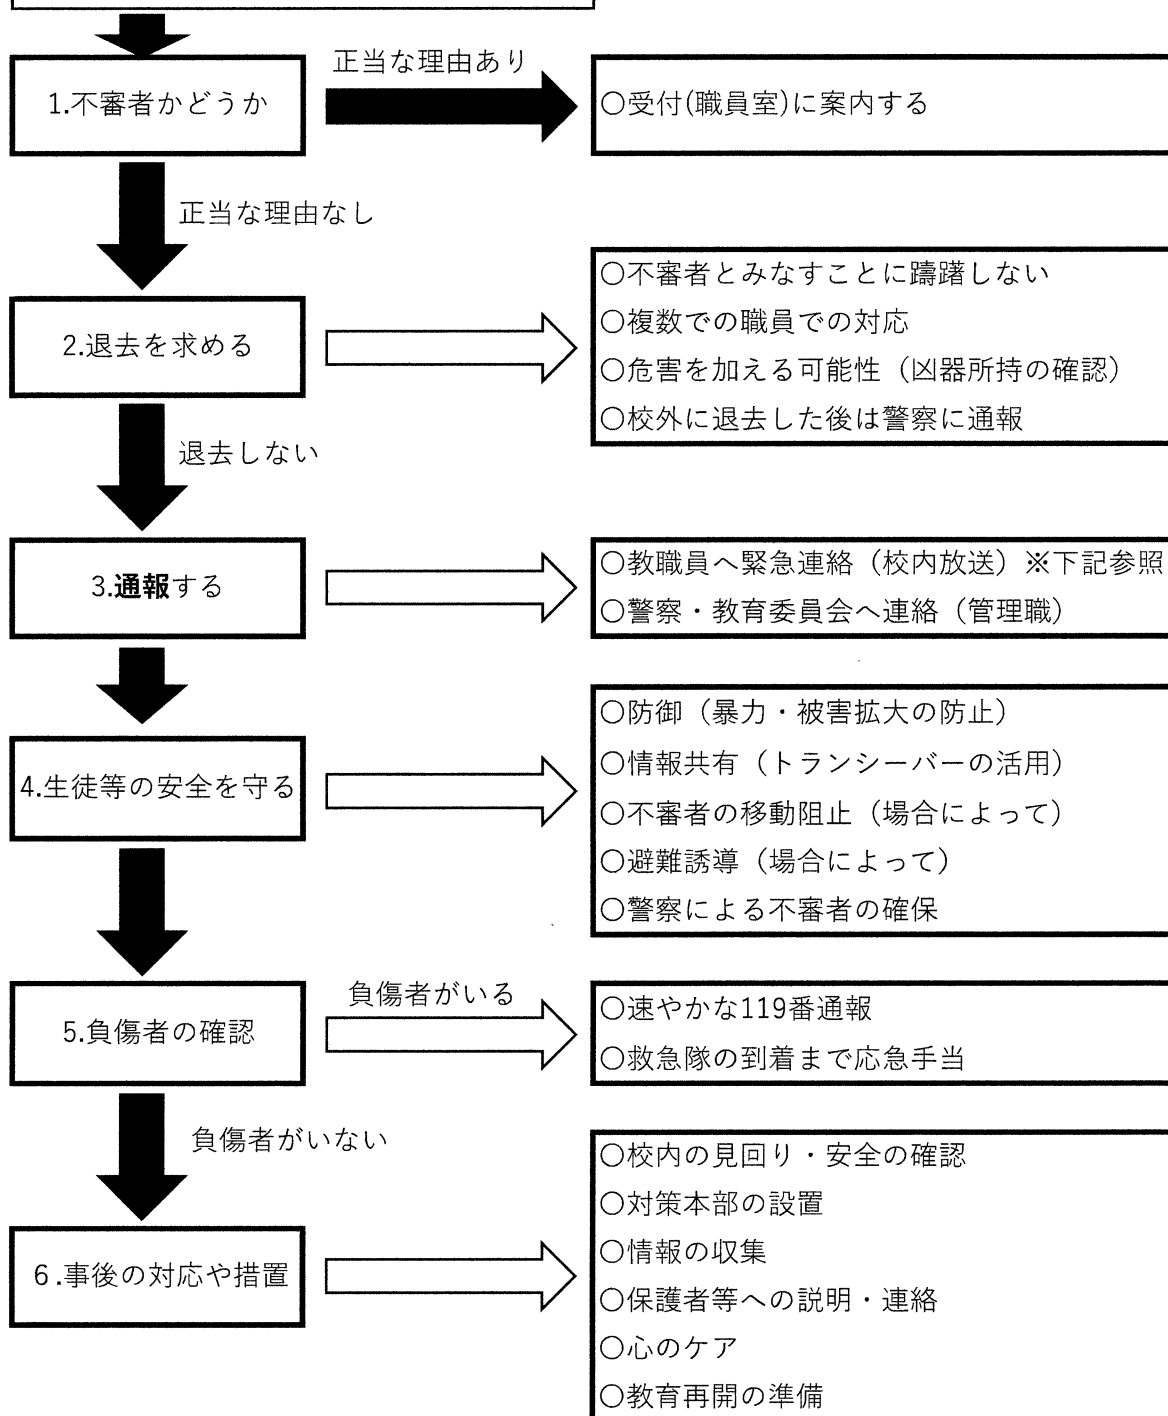 正当な理由あり
1.不審者かどうか
○受付(職員室)に案内する
正当な理由なし
2.退去を求める
○不審者とみなすことに躊躇しない
○複数での職員での対応
○危害を加える可能性（凶器所持の確認）
○校外に退去した後は警察に通報
退去しない
3.通報する
○教職員へ緊急連絡（校内放送）※下記参照
○警察・教育委員会へ連絡（管理職）
4.生徒等の安全を守る
○防御（暴力・被害拡大の防止）
○情報共有（トランシーバーの活用）
○不審者の移動阻止（場合によって）
○避難誘導（場合によって）
○警察による不審者の確保
負傷者がいる
5.負傷者の確認
○速やかな119番通報
○救急隊の到着まで応急手当
負傷者がいない
6.事後の対応や措置
○校内の見回り・安全の確認
○対策本部の設置
○情報の収集
○保護者等への説明・連絡
○心のケア
○教育再開の準備